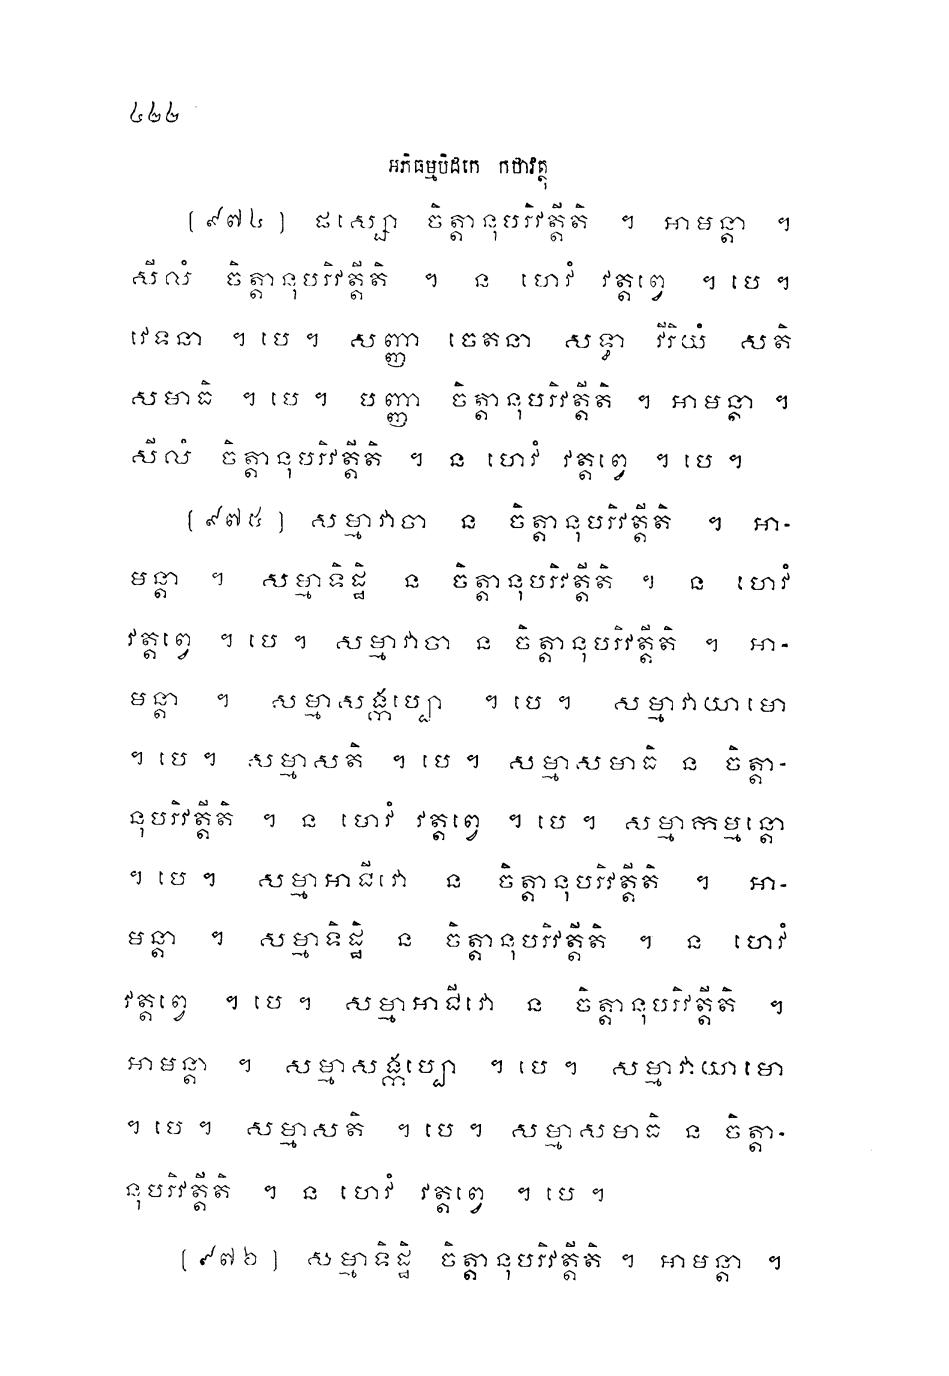 ៤២២
អភិធម្មបិដកេ កថាវត្ថុ
[៩៧៤] ផស្សោ ចិត្តានុបរិវត្តីតិ ។ អាមន្តា ។
សីលំ ចិត្តានុបរិវត្តីតិ ។ ន ហេវំ វត្តព្វេ ។ បេ ។
វេទនា ។ បេ ។ សញ្ញា ចេតនា សទ្ធា វីរិយំ សតិ
សមាធិ ។ បេ ។ បញ្ញា ចិត្តានុបរិវត្តីតិ ។ អាមន្តា ។
សីលំ ចិត្តានុបរិវត្តីតិ ។ ន ហេវំ វត្តព្វេ ។ បេ ។
[៩៧៥] សម្មាវាចា ន ចិត្តានុបរិវត្តីតិ ។ អា-
មន្តា ។ សម្មាទិដ្ឋិ ន ចិត្តានុបរិវត្តីតិ ។ ន ហេវំ
វត្តព្វេ ។ បេ ។ សម្មាវាចា ន ចិត្តានុបរិវត្តីតិ ។ អា-
មន្តា ។ សម្មាសង្កប្បោ ។ បេ ។ សម្មាវាយាមោ
។ បេ ។ សម្មាសតិ ។ បេ ។ សម្មាសមាធិ ន ចិត្តា-
នុបរិវត្តីតិ ។ ន ហេវំ វត្តព្វេ ។ បេ ។ សម្មាកម្មន្តោ
។ បេ ។ សម្មាអាជីវោ ន ចិត្តានុបរិវត្តីតិ ។ អា-
មន្តា ។ សម្មាទិដ្ឋិ ន ចិត្តានុបរិវត្តីតិ ។ ន ហេវំ
វត្តព្វេ ។ បេ ។ សម្មាអាជីវោ ន ចិត្តានុបរិវត្តីតិ ។
អាមន្តា ។ សម្មាសង្កប្បោ ។ បេ ។ សម្មាវាយាមោ
។ បេ ។ សម្មាសតិ ។ បេ ។ សម្មាសមាធិ ន ចិត្តា-
នុបរិវត្តីតិ ។ ន ហេវំ វត្តព្វេ ។ បេ ។
[៩៧៦] សម្មាទិដ្ឋិ ចិត្តានុបរិវត្តីតិ ។ អាមន្តា ។